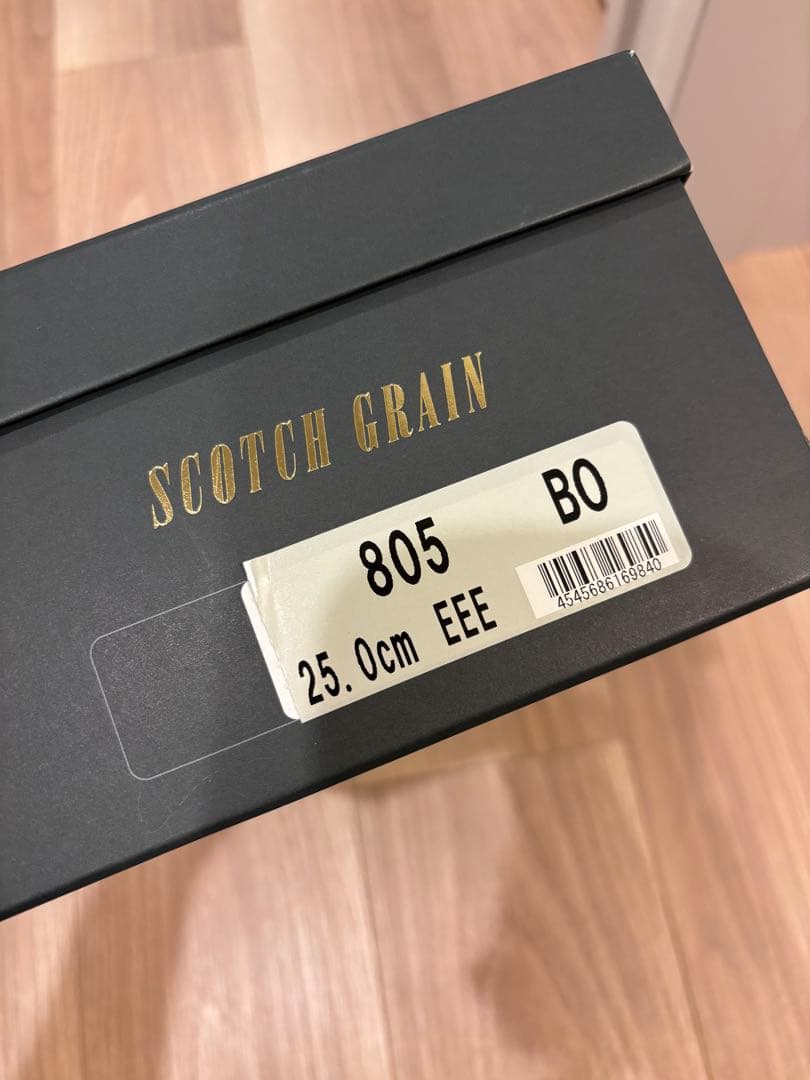 SCOTCH GRAIN
805 BO
25.0cm EEE
4545686169840